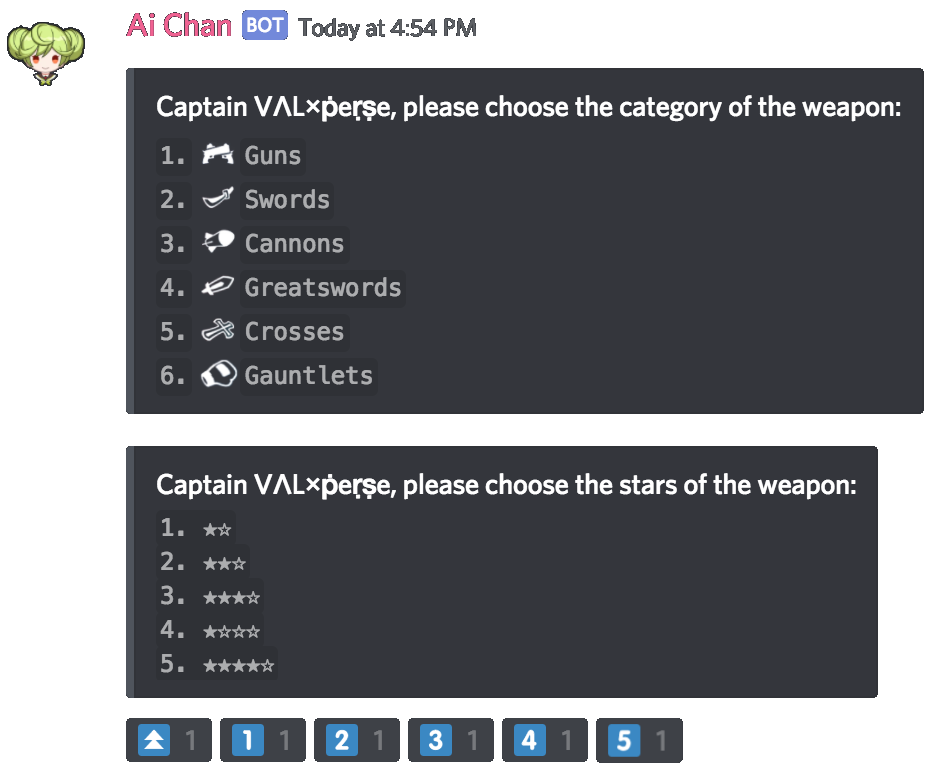 Ai Chan BOT Today at 4:54 PM
Captain VΛL×ṗeṛṣe, please choose the category of the weapon:
1. Guns
2. Swords
3. Cannons
4. Greatswords
5. Crosses
6. Gauntlets
Captain VΛL×ṗeṛṣe, please choose the stars of the weapon:
1. ★☆
2. ★★☆
3. ★★★☆
4. ★☆☆☆
5. ★★★★☆
1 1 1 2 1 3 1 4 1 5 1